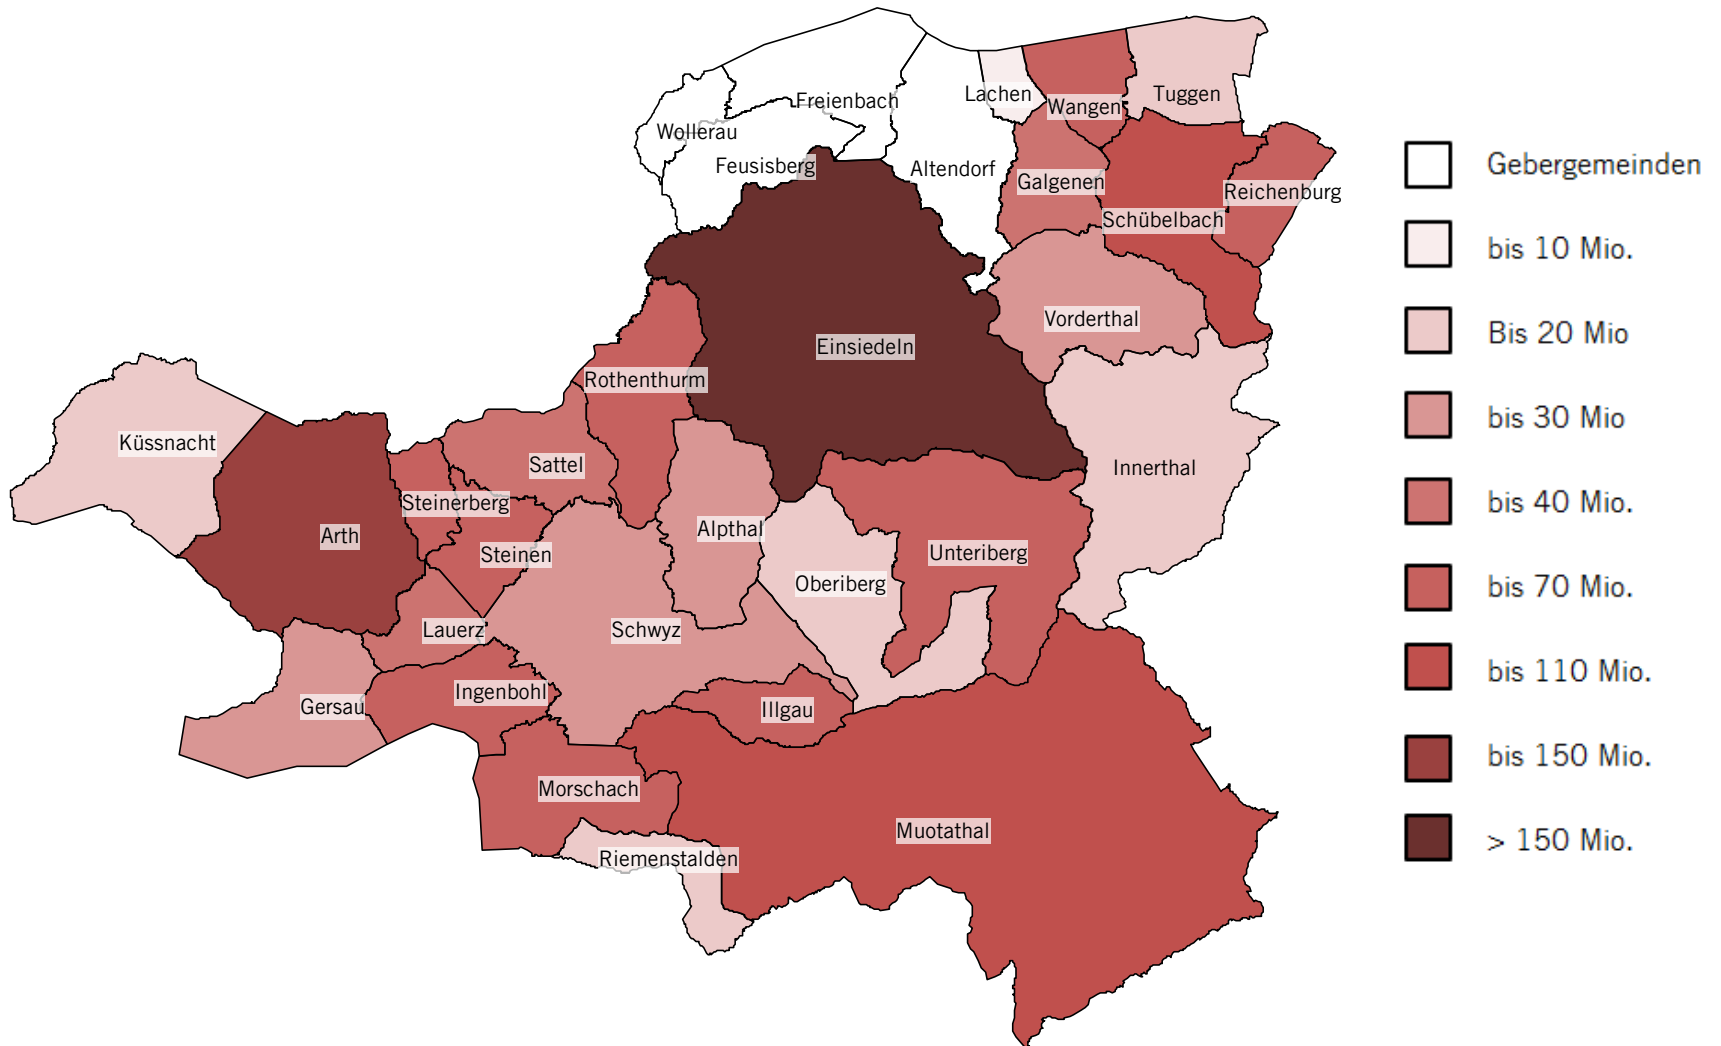 Freienbach
Lachen
Wangen
Tuggen
Wollerau
Feusisberg
Altendorf
Galgenen
Reichenburg
Schübelbach
Vorderthal
Einsiedeln
Rothenthurm
Küssnacht
Sattel
Innerthal
Steinerberg
Arth
Alpthal
Steinen
Unteriberg
Oberiberg
Lauerz
Schwyz
Ingenbohl
Gersau
Illgau
Morschach
Muotathal
Riemenstalden
Gebergemeinden
bis 10 Mio.
Bis 20 Mio
bis 30 Mio
bis 40 Mio.
bis 70 Mio.
bis 110 Mio.
bis 150 Mio.
> 150 Mio.